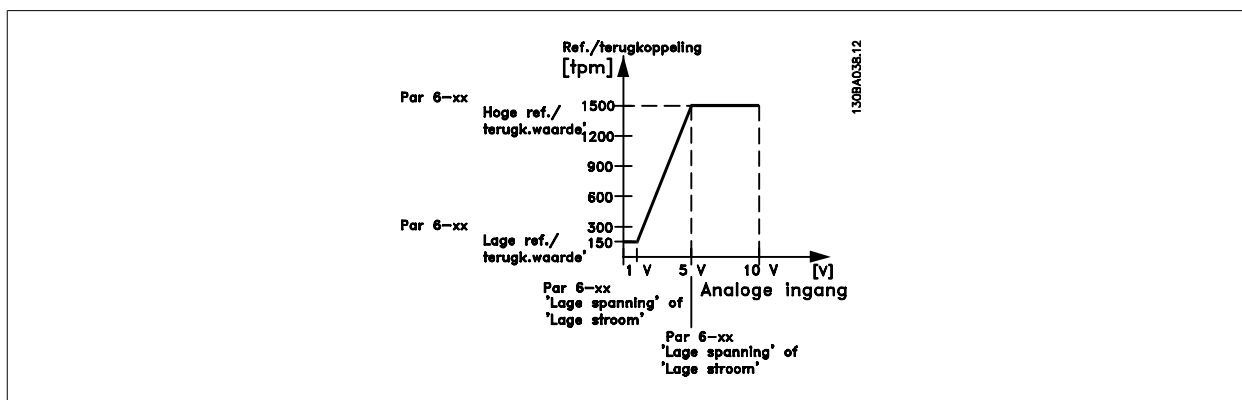 Ref./terugkoppeling
[tpm]
130BA038.12
Par 6-xx
Hoge ref./
terugk.waarde'
1500
1200
900
600
300
150
Par 6-xx
Lage ref./
terugk.waarde'
1 V
5 V
10 V
[V]
Analoge ingang
Par 6-xx
'Lage spanning' of
'Lage stroom'
Par 6-xx
'Lage spanning' of
'Lage stroom'